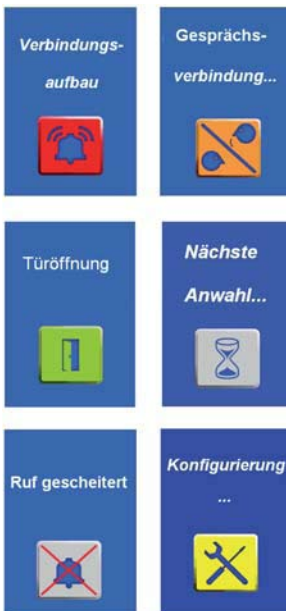 Verbindungs-
aufbau
Gesprächs-
verbindung...
Türöffnung
Nächste
Anwahl...
Ruf gescheitert
Konfigurierung
...